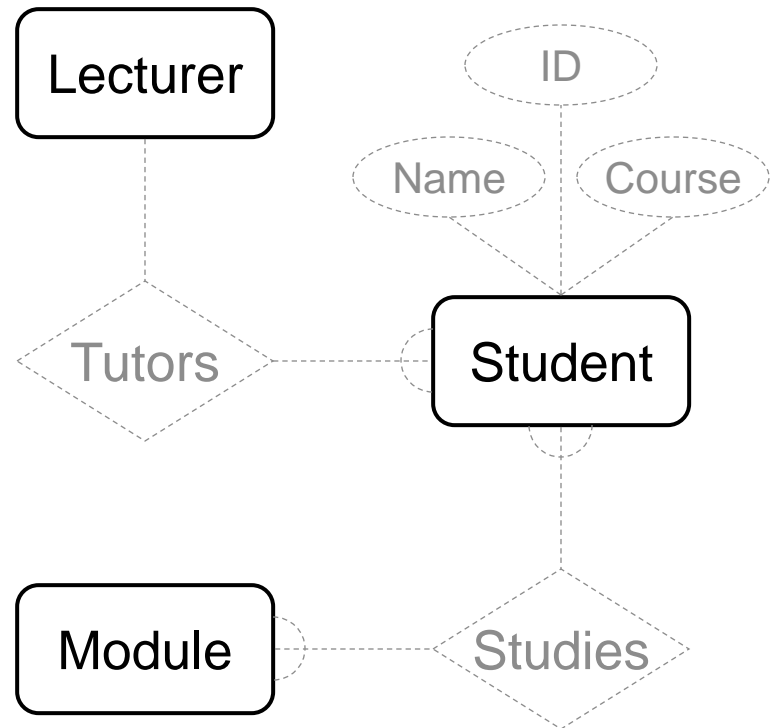 Lecturer
ID
Name
Course
Tutors
Student
Module
Studies